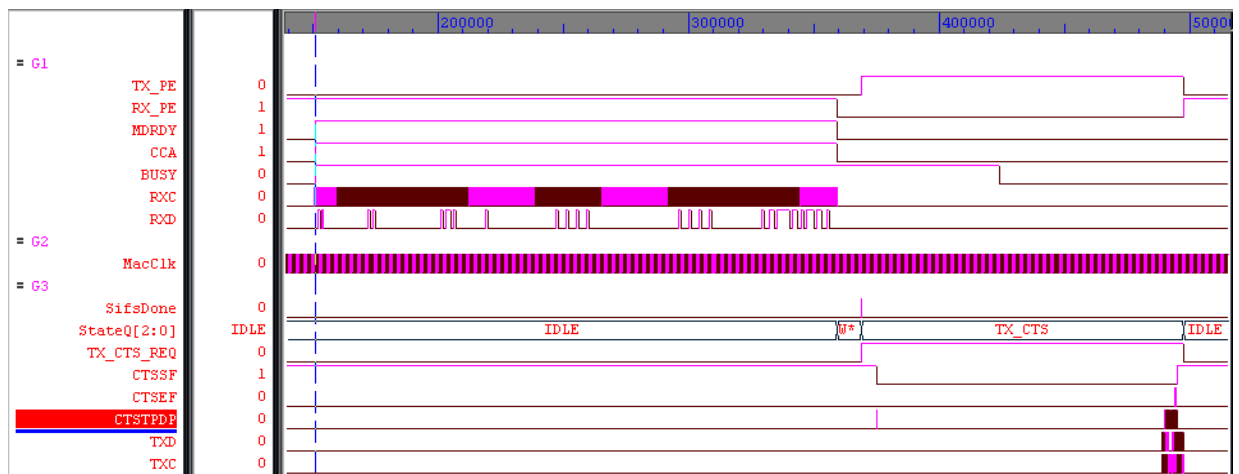 200000 300000 400000 50000
= G1
TX_PE 0
RX_PE 1
MDRDY 1
CCA 1
BUSY 0
RXC 0
RXD 0
= G2
MacClk 0
= G3
SifsDone 0
StateQ[2:0] IDLE IDLE W* TX_CTS IDLE
TX_CTS_REQ 0
CTSSF 1
CTSEF 0
CTSTPDP 0
TXD 0
TXC 0